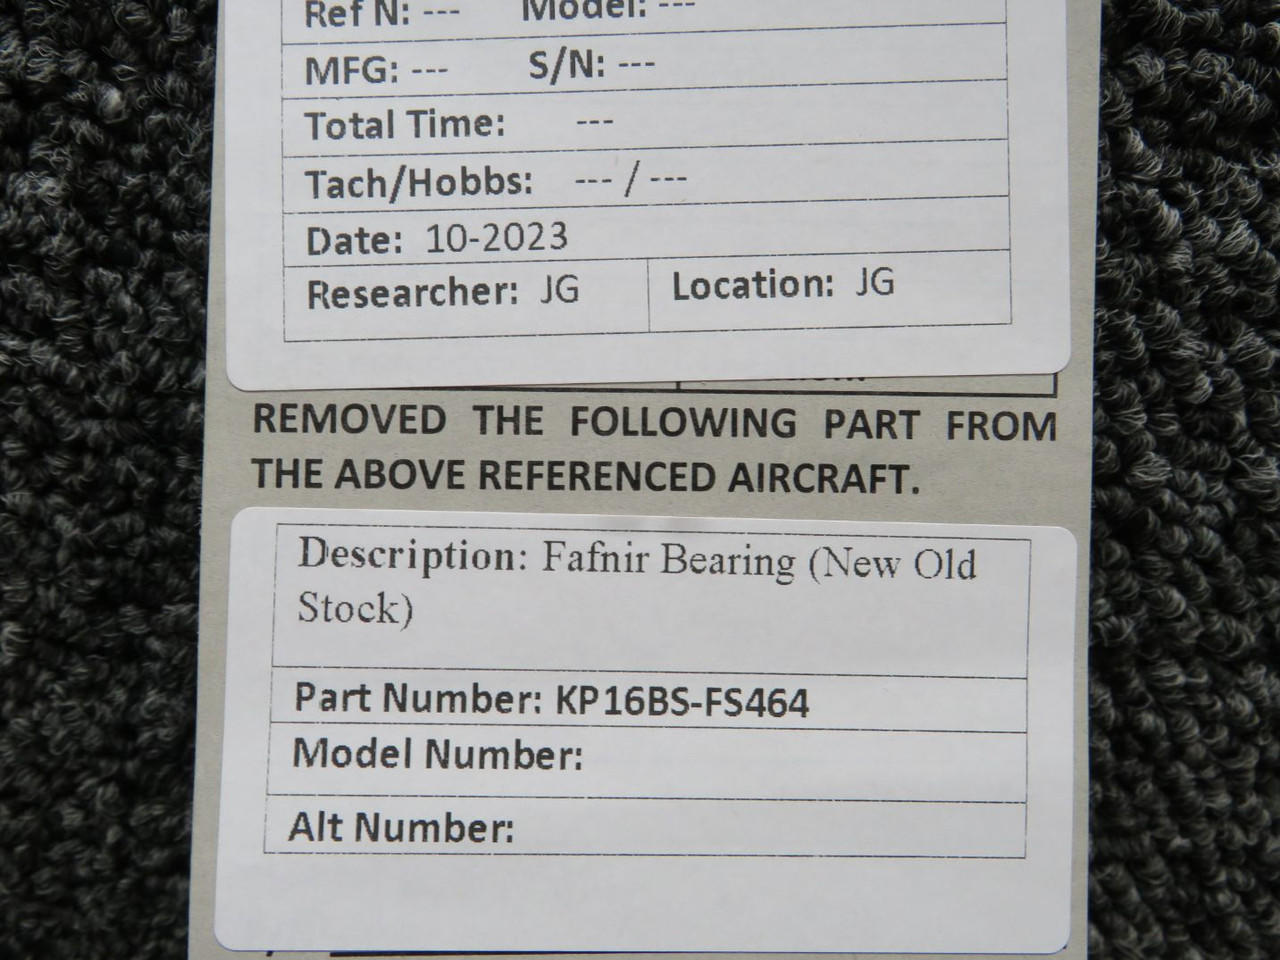 Ref N: --- Model: ---
MFG: --- S/N: ---
Total Time: ---
Tach/Hobbs: --- / ---
Date: 10-2023
Researcher: JG Location: JG
REMOVED THE FOLLOWING PART FROM
THE ABOVE REFERENCED AIRCRAFT.
Description: Fafnir Bearing (New Old
Stock)
Part Number: KP16BS-FS464
Model Number:
Alt Number: